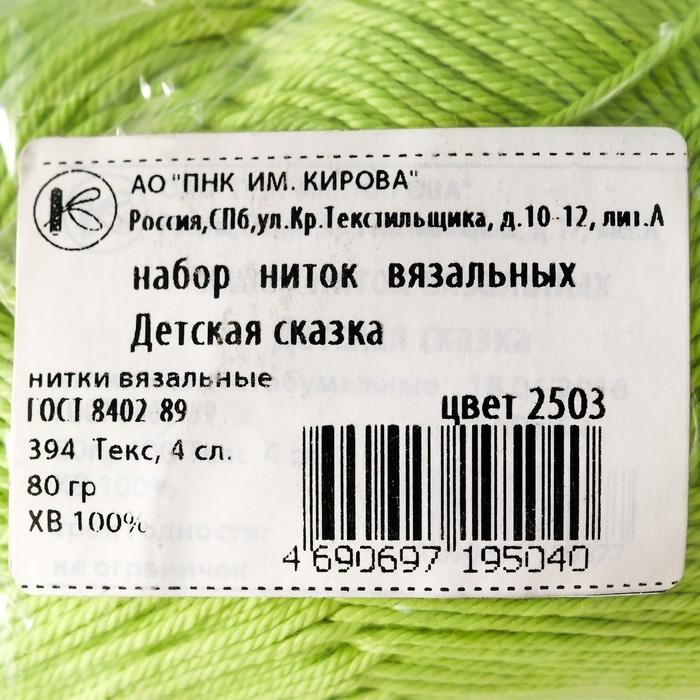 АО "ПНК ИМ. КИРОВА"
Россия,СПб,ул.Кр.Текстильщика, д.10-12, лит.А
набор ниток вязальных
Детская сказка
нитки вязальные
ГОСТ 8402-89
цвет 2503
394 Текс, 4 сл.
80 гр
ХВ 100%
4 690697 195040